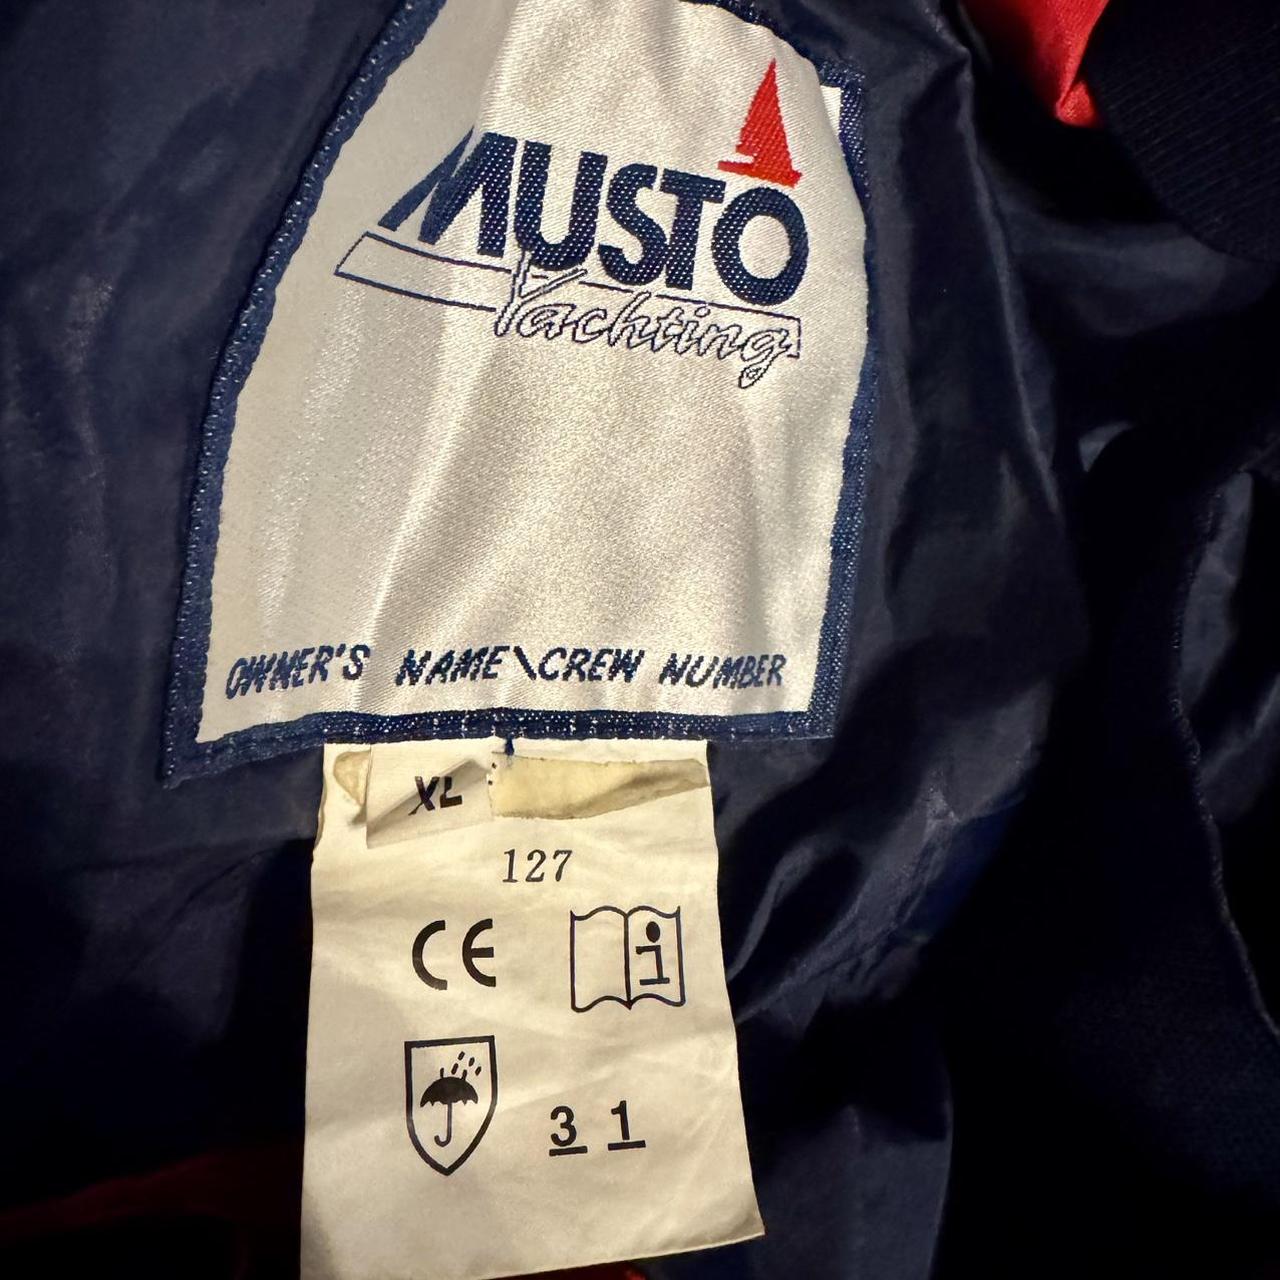 MUSTO
Yachting
OWNER'S NAME\CREW NUMBER
XL
127
CE
i
3 1